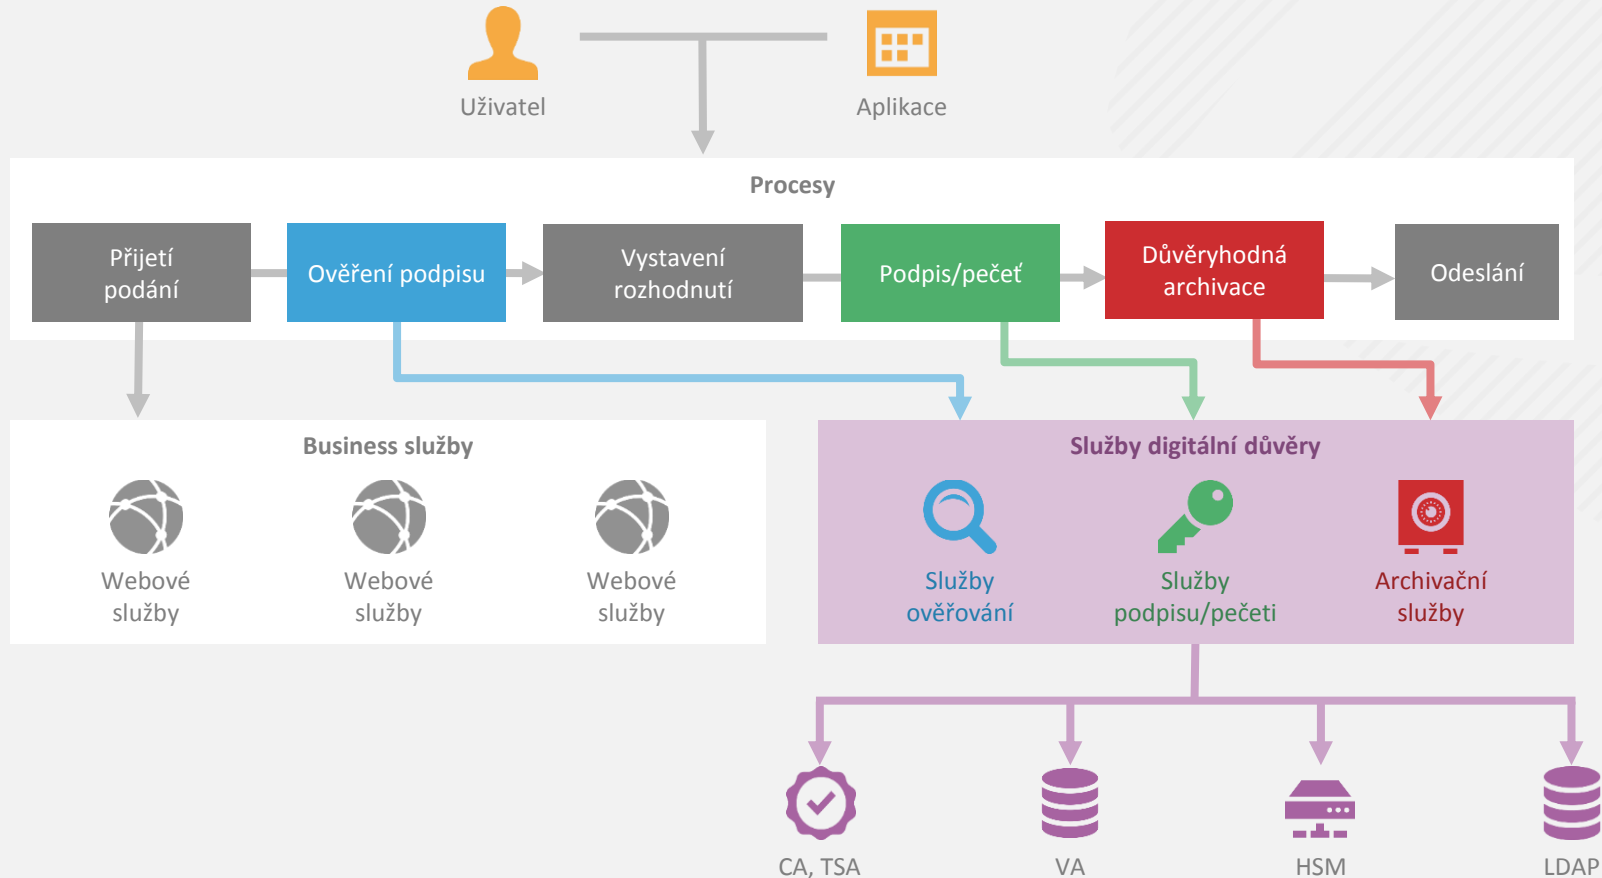 Uživatel
Aplikace
Procesy
Přijetí
podání
Ověření podpisu
Vystavení
rozhodnutí
Podpis/pečeť
Důvěryhodná
archivace
Odeslání
Business služby
Webové
služby
Webové
služby
Webové
služby
Služby digitální důvěry
Služby
ověřování
Služby
podpisu/pečeti
Archivační
služby
CA, TSA
VA
HSM
LDAP